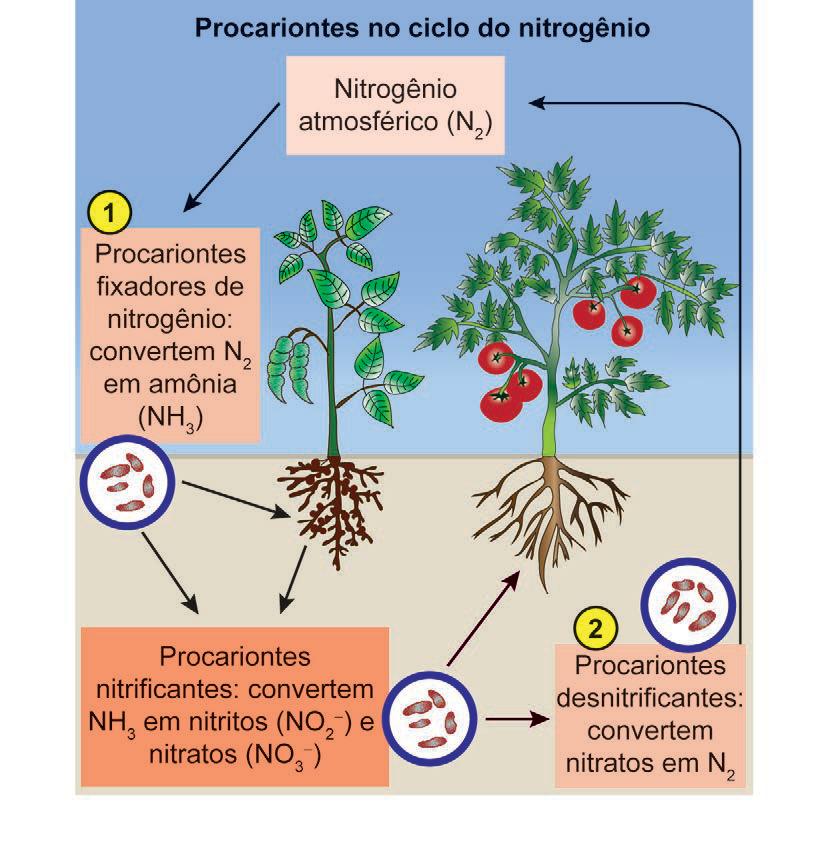 Procariontes no ciclo do nitrogênio
Nitrogênio
atmosférico (N₂)
1
Procariontes
fixadores de
nitrogênio:
convertem N₂
em amônia
(NH₃)
Procariontes
nitrificantes: convertem
NH₃ em nitritos (NO₂⁻) e
nitratos (NO₃⁻)
2
Procariontes
desnitrificantes:
convertem
nitratos em N₂